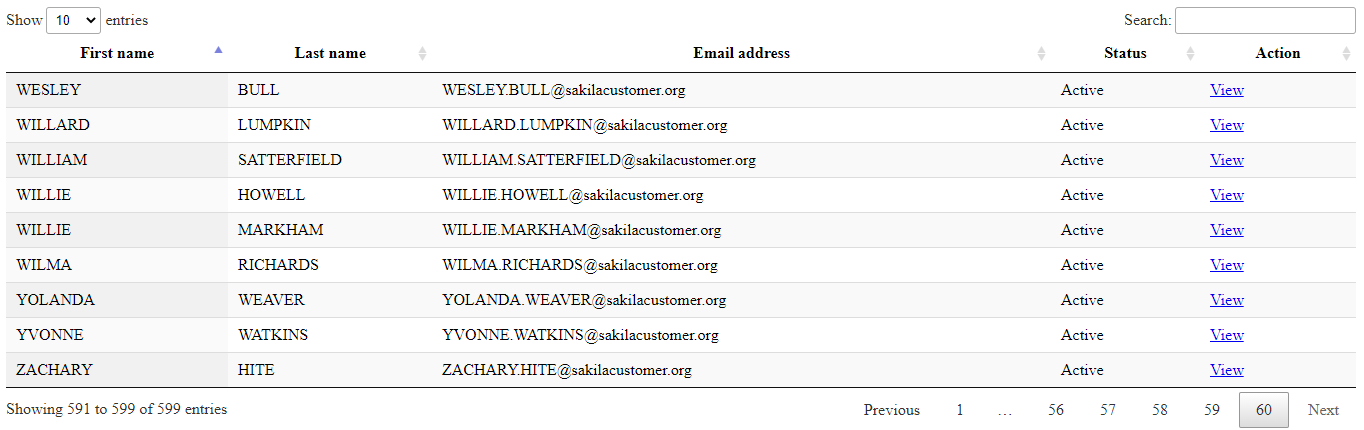 Show 10 entries Search:
First name Last name Email address Status Action
WESLEY BULL WESLEY.BULL@sakilacustomer.org Active View
WILLARD LUMPKIN WILLARD.LUMPKIN@sakilacustomer.org Active View
WILLIAM SATTERFIELD WILLIAM.SATTERFIELD@sakilacustomer.org Active View
WILLIE HOWELL WILLIE.HOWELL@sakilacustomer.org Active View
WILLIE MARKHAM WILLIE.MARKHAM@sakilacustomer.org Active View
WILMA RICHARDS WILMA.RICHARDS@sakilacustomer.org Active View
YOLANDA WEAVER YOLANDA.WEAVER@sakilacustomer.org Active View
YVONNE WATKINS YVONNE.WATKINS@sakilacustomer.org Active View
ZACHARY HITE ZACHARY.HITE@sakilacustomer.org Active View
Showing 591 to 599 of 599 entries Previous 1 … 56 57 58 59 60 Next